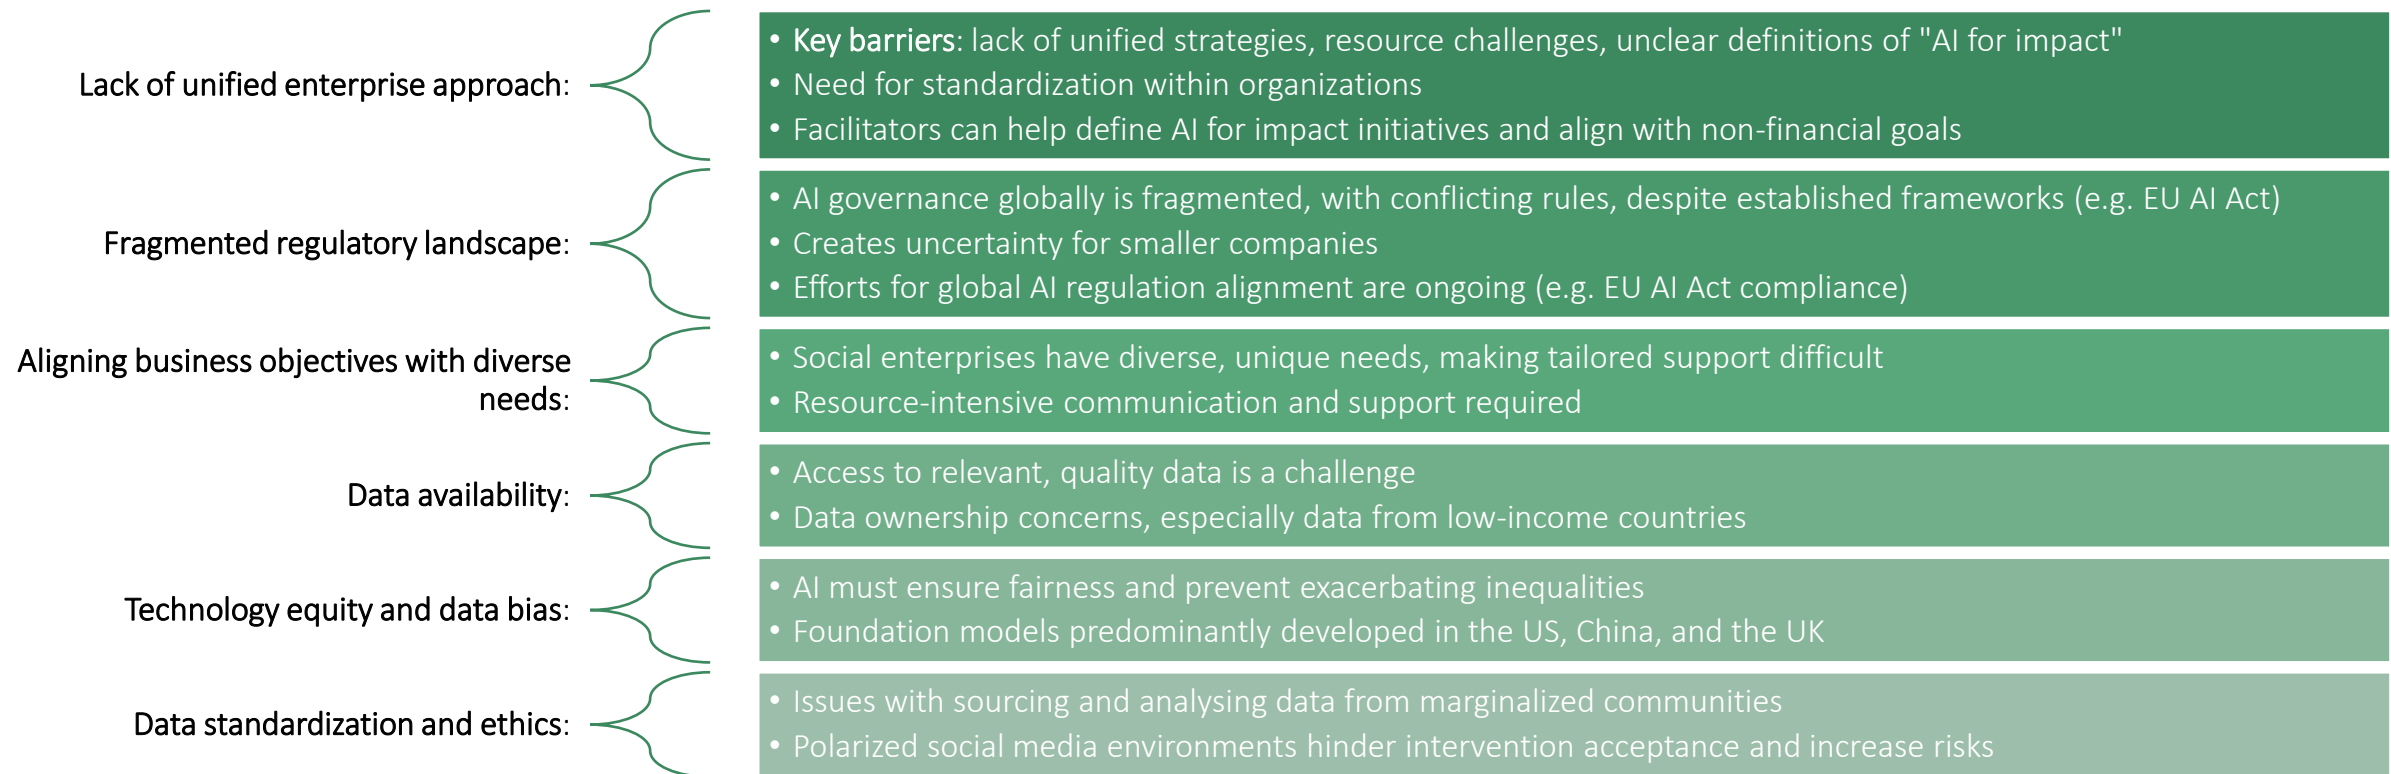 Lack of unified enterprise approach:
• Key barriers: lack of unified strategies, resource challenges, unclear definitions of "AI for impact"
• Need for standardization within organizations
• Facilitators can help define AI for impact initiatives and align with non-financial goals
Fragmented regulatory landscape:
• AI governance globally is fragmented, with conflicting rules, despite established frameworks (e.g. EU AI Act)
• Creates uncertainty for smaller companies
• Efforts for global AI regulation alignment are ongoing (e.g. EU AI Act compliance)
Aligning business objectives with diverse
needs:
• Social enterprises have diverse, unique needs, making tailored support difficult
• Resource-intensive communication and support required
Data availability:
• Access to relevant, quality data is a challenge
• Data ownership concerns, especially data from low-income countries
Technology equity and data bias:
• AI must ensure fairness and prevent exacerbating inequalities
• Foundation models predominantly developed in the US, China, and the UK
Data standardization and ethics:
• Issues with sourcing and analysing data from marginalized communities
• Polarized social media environments hinder intervention acceptance and increase risks